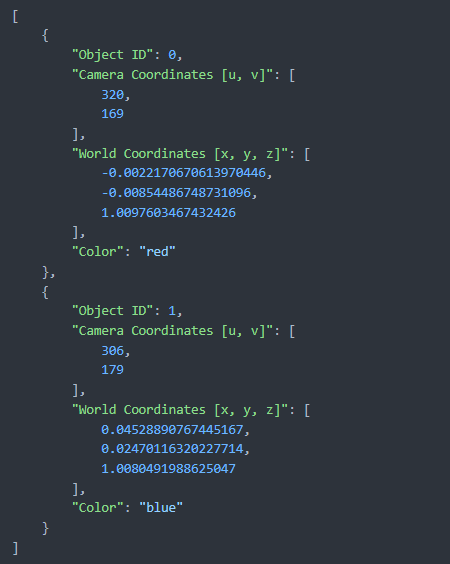 [
    {
        "Object ID": 0,
        "Camera Coordinates [u, v]": [
            320,
            169
        ],
        "World Coordinates [x, y, z]": [
            -0.0022170670613970446,
            -0.00854486748731096,
            1.0097603467432426
        ],
        "Color": "red"
    },
    {
        "Object ID": 1,
        "Camera Coordinates [u, v]": [
            306,
            179
        ],
        "World Coordinates [x, y, z]": [
            0.04528890767445167,
            0.02470116320227714,
            1.0080491988625047
        ],
        "Color": "blue"
    }
]